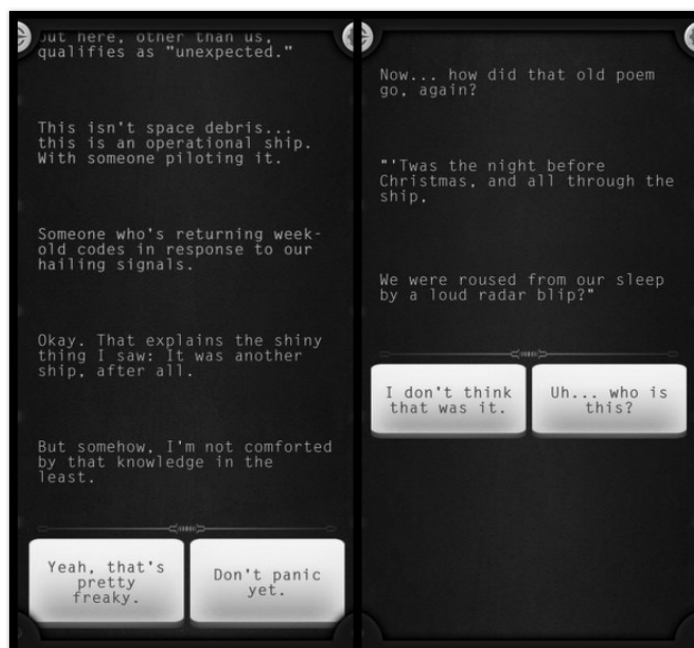 out here, other than us,
qualifies as "unexpected."
This isn't space debris...
this is an operational ship.
With someone piloting it.
Someone who's returning week-
old codes in response to our
hailing signals.
Okay. That explains the shiny
thing I saw: It was another
ship, after all.
But somehow, I'm not comforted
by that knowledge in the
least.
Yeah, that's
pretty
freaky.
Don't panic
yet.
Now... how did that old poem
go, again?
"'Twas the night before
Christmas, and all through the
ship,
We were roused from our sleep
by a loud radar blip?"
I don't think
that was it.
Uh... who is
this?